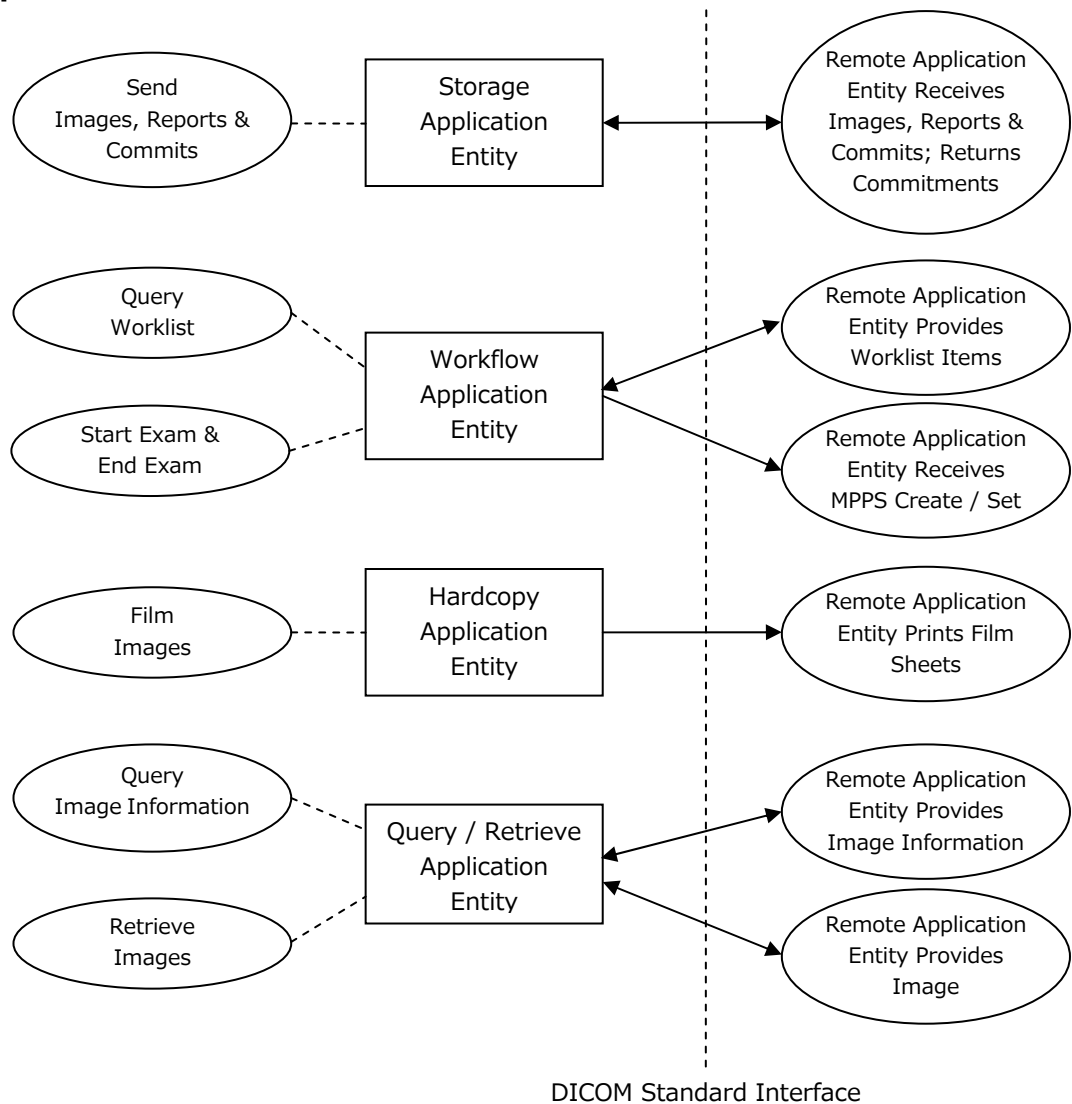 Send
Images, Reports &
Commits
Storage
Application
Entity
Remote Application
Entity Receives
Images, Reports &
Commits; Returns
Commitments
Query
Worklist
Start Exam &
End Exam
Workflow
Application
Entity
Remote Application
Entity Provides
Worklist Items
Remote Application
Entity Receives
MPPS Create / Set
Film
Images
Hardcopy
Application
Entity
Remote Application
Entity Prints Film
Sheets
Query
Image Information
Retrieve
Images
Query / Retrieve
Application
Entity
Remote Application
Entity Provides
Image Information
Remote Application
Entity Provides
Image
DICOM Standard Interface